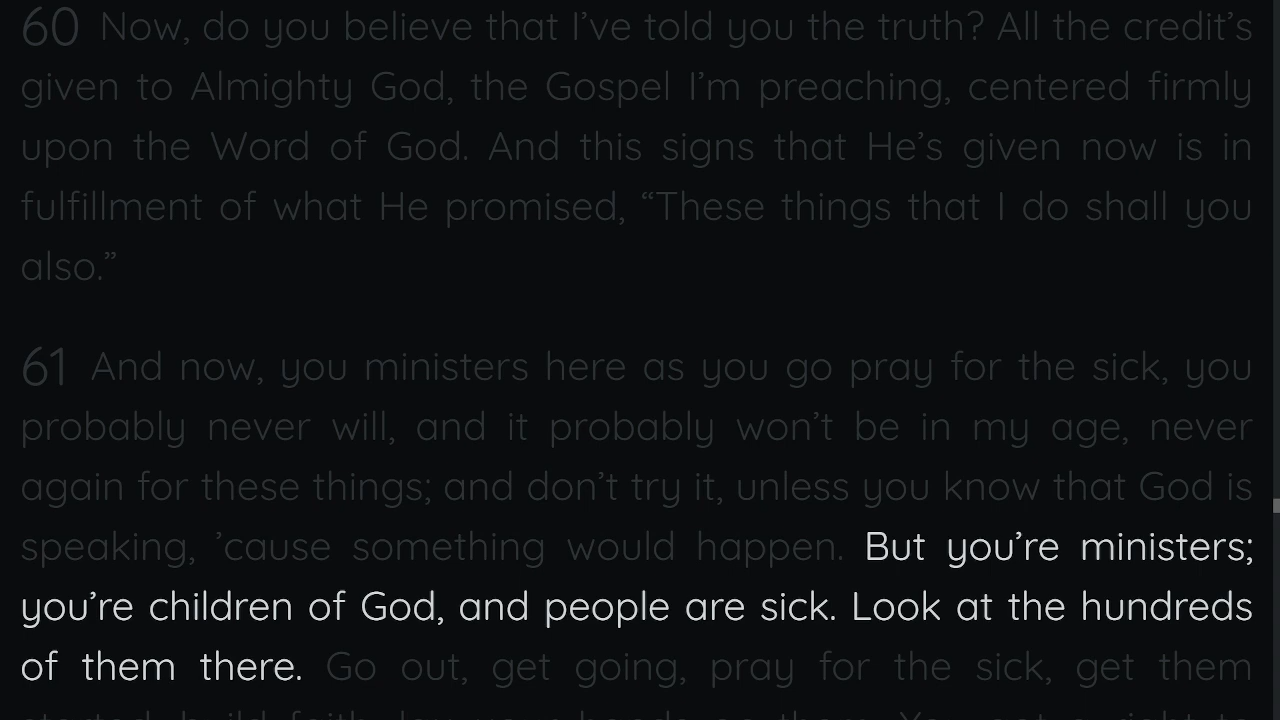 60 Now, do you believe that I’ve told you the truth? All the credit’s
given to Almighty God, the Gospel I’m preaching, centered firmly
upon the Word of God. And this signs that He’s given now is in
fulfillment of what He promised, “These things that I do shall you
also.”
61 And now, you ministers here as you go pray for the sick, you
probably never will, and it probably won’t be in my age, never
again for these things; and don’t try it, unless you know that God is
speaking, ’cause something would happen. But you’re ministers;
you’re children of God, and people are sick. Look at the hundreds
of them there. Go out, get going, pray for the sick, get them